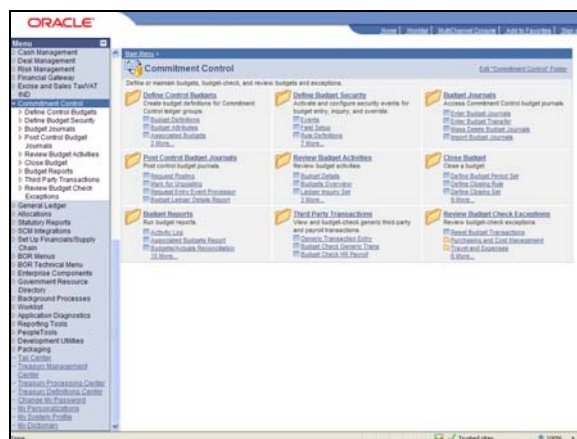 ORACLE
Home | Worklist | MultiChannel Console | Add to Favorites | Sign
Menu
Cash Management
Deal Management
Risk Management
Financial Gateway
Excise and Sales Tax/VAT
IND
Commitment Control
Define Control Budgets
Define Budget Security
Budget Journals
Post Control Budget
Journals
Review Budget Activities
Close Budget
Budget Reports
Third Party Transactions
Review Budget Check
Exceptions
General Ledger
Allocations
Statutory Reports
SCM Integrations
Set Up Financials/Supply
Chain
BOR Menus
BOR Technical Menu
Enterprise Components
Government Resource
Directory
Background Processes
Worklist
Application Diagnostics
Reporting Tools
PeopleTools
Development Utilities
Packaging
Tax Center
Treasury Management
Center
Treasury Processing Center
Treasury Definitions Center
Change My Password
My Personalizations
My System Profile
My Dictionary
Main Menu >
Commitment Control
Edit "Commitment Control" Folder
Define or maintain budgets, budget-check, and review budgets and exceptions.
Define Control Budgets
Create budget definitions for Commitment
Control ledger groups.
Budget Definitions
Budget Attributes
Associated Budgets
2 More...
Define Budget Security
Activate and configure security events for
budget entry, inquiry, and override.
Events
Field Setup
Rule Definitions
7 More...
Budget Journals
Access Commitment Control budget journals.
Enter Budget Journals
Enter Budget Transfer
Mass Delete Budget Journals
Import Budget Journals
Post Control Budget Journals
Post control budget journals.
Request Posting
Mark for Unposting
Request Entry Event Processor
Budget Ledger Details Report
Review Budget Activities
Review budget activities.
Budget Details
Budgets Overview
Ledger Inquiry Set
Close Budget
Close a budget.
Define Budget Period Set
Define Closing Rule
Define Closing Set
Budget Reports
Run budget reports.
Activity Log
Associated Budgets Report
Budgets/Actuals Reconciliation
15 More...
Third Party Transactions
View and budget-check generic third-party
and payroll transactions.
Generic Transaction Entry
Budget Check Generic Trans
Budget Check HR Payroll
Review Budget Check Exceptions
Review budget-check exceptions.
Reset Budget Transactions
Purchasing and Cost Management
Travel and Expenses
6 More...
Trusted sites
100%